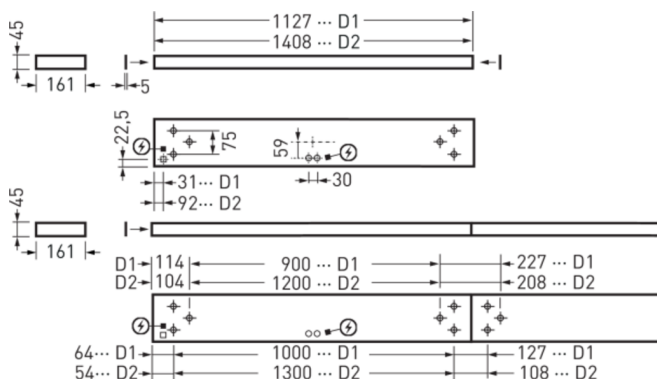 1127 ... D1
1408 ... D2
45
161
5
22,5
75
59
30
31... D1
92... D2
45
161
D1 114 900 ... D1 227 ... D1
D2 104 1200 ... D1 208 ... D2
64... D1 1000 ... D1 127 ... D1
54... D2 1300 ... D2 108 ... D2